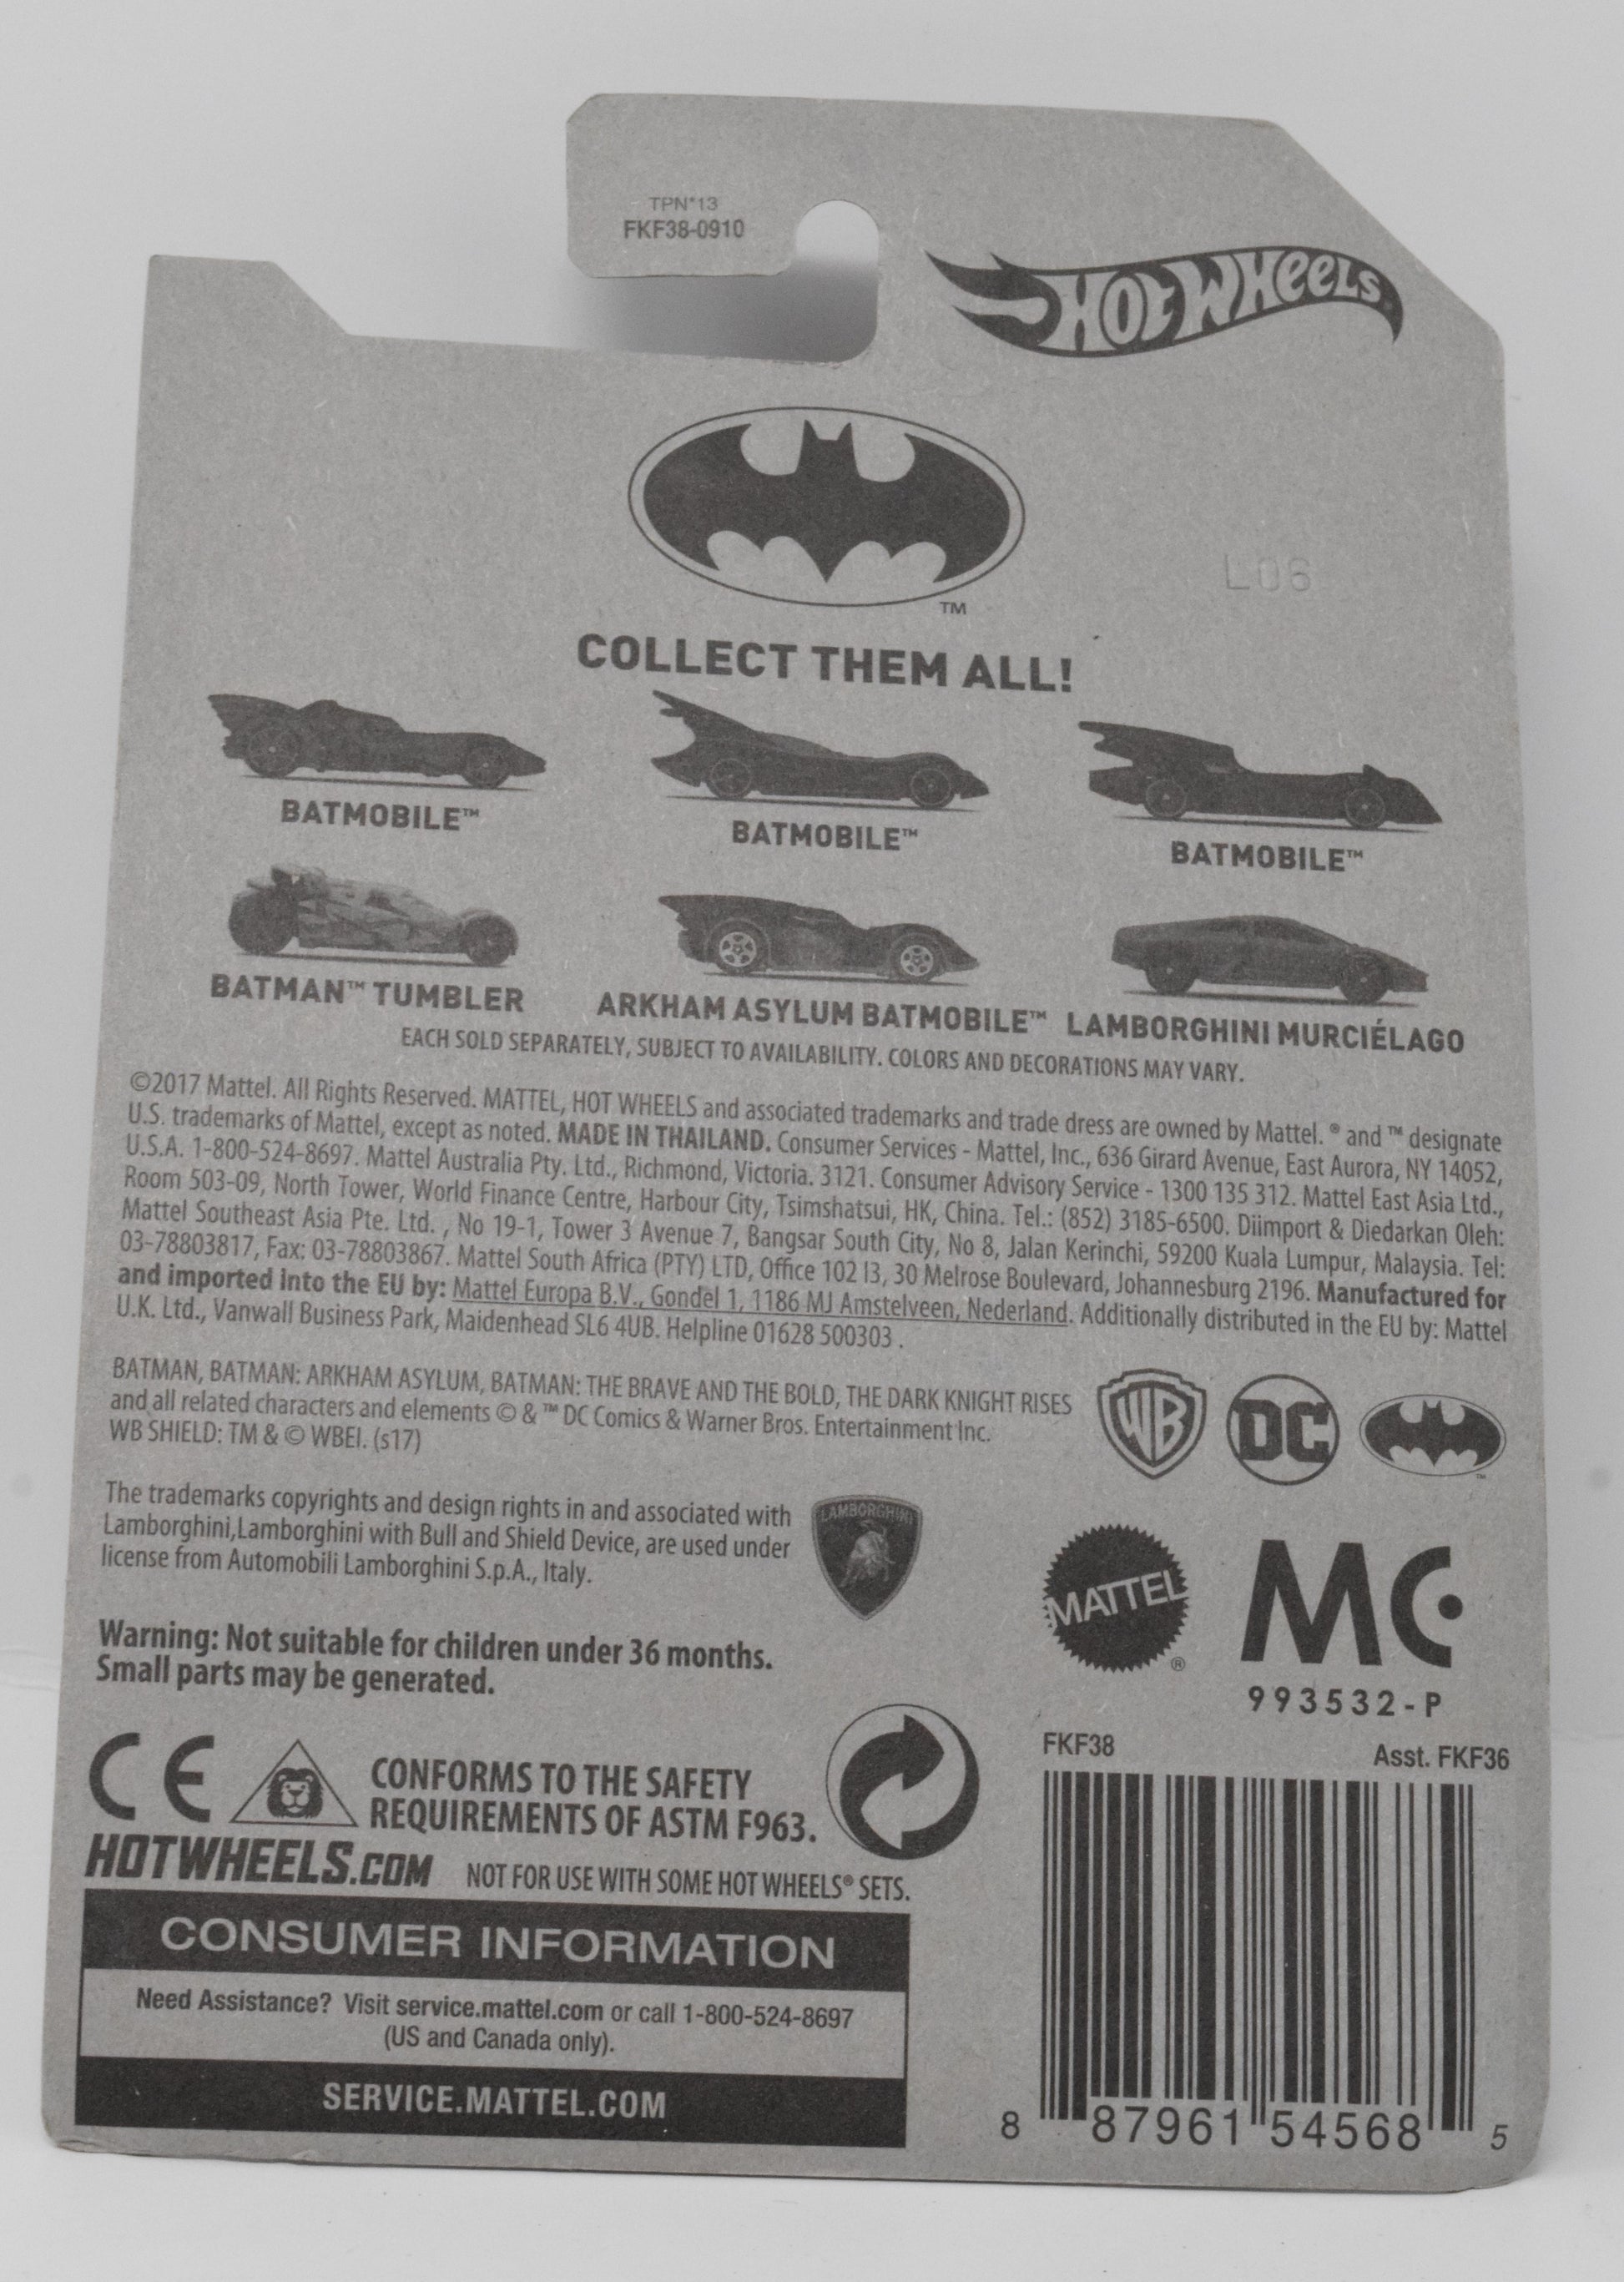 TPN*13
FKF38-0910
HOT WHEELS
L06
TM
COLLECT THEM ALL!
BATMOBILE™
BATMOBILE™
BATMOBILE™
BATMAN™ TUMBLER
ARKHAM ASYLUM BATMOBILE™
LAMBORGHINI MURCIÉLAGO
EACH SOLD SEPARATELY, SUBJECT TO AVAILABILITY. COLORS AND DECORATIONS MAY VARY.
©2017 Mattel. All Rights Reserved. MATTEL, HOT WHEELS and associated trademarks and trade dress are owned by Mattel. ® and ™ designate
U.S. trademarks of Mattel, except as noted. MADE IN THAILAND. Consumer Services - Mattel, Inc., 636 Girard Avenue, East Aurora, NY 14052,
U.S.A. 1-800-524-8697. Mattel Australia Pty. Ltd., Richmond, Victoria. 3121. Consumer Advisory Service - 1300 135 312. Mattel East Asia Ltd.,
Room 503-09, North Tower, World Finance Centre, Harbour City, Tsimshatsui, HK, China. Tel.: (852) 3185-6500. Diimport & Diedarkan Oleh:
Mattel Southeast Asia Pte. Ltd. , No 19-1, Tower 3 Avenue 7, Bangsar South City, No 8, Jalan Kerinchi, 59200 Kuala Lumpur, Malaysia. Tel:
03-78803817, Fax: 03-78803867. Mattel South Africa (PTY) LTD, Office 102 I3, 30 Melrose Boulevard, Johannesburg 2196. Manufactured for
and imported into the EU by: Mattel Europa B.V., Gondel 1, 1186 MJ Amstelveen, Nederland. Additionally distributed in the EU by: Mattel
U.K. Ltd., Vanwall Business Park, Maidenhead SL6 4UB. Helpline 01628 500303 .
BATMAN, BATMAN: ARKHAM ASYLUM, BATMAN: THE BRAVE AND THE BOLD, THE DARK KNIGHT RISES
and all related characters and elements © & ™ DC Comics & Warner Bros. Entertainment Inc.
WB SHIELD: TM & © WBEI. (s17)
WB
DC
TM
The trademarks copyrights and design rights in and associated with
Lamborghini,Lamborghini with Bull and Shield Device, are used under
license from Automobili Lamborghini S.p.A., Italy.
LAMBORGHINI
MATTEL
®
MC
993532-P
Warning: Not suitable for children under 36 months.
Small parts may be generated.
CE
CONFORMS TO THE SAFETY
REQUIREMENTS OF ASTM F963.
HOTWHEELS.COM
NOT FOR USE WITH SOME HOT WHEELS® SETS.
FKF38
Asst. FKF36
CONSUMER INFORMATION
Need Assistance? Visit service.mattel.com or call 1-800-524-8697
(US and Canada only).
SERVICE.MATTEL.COM
8 87961 54568 5